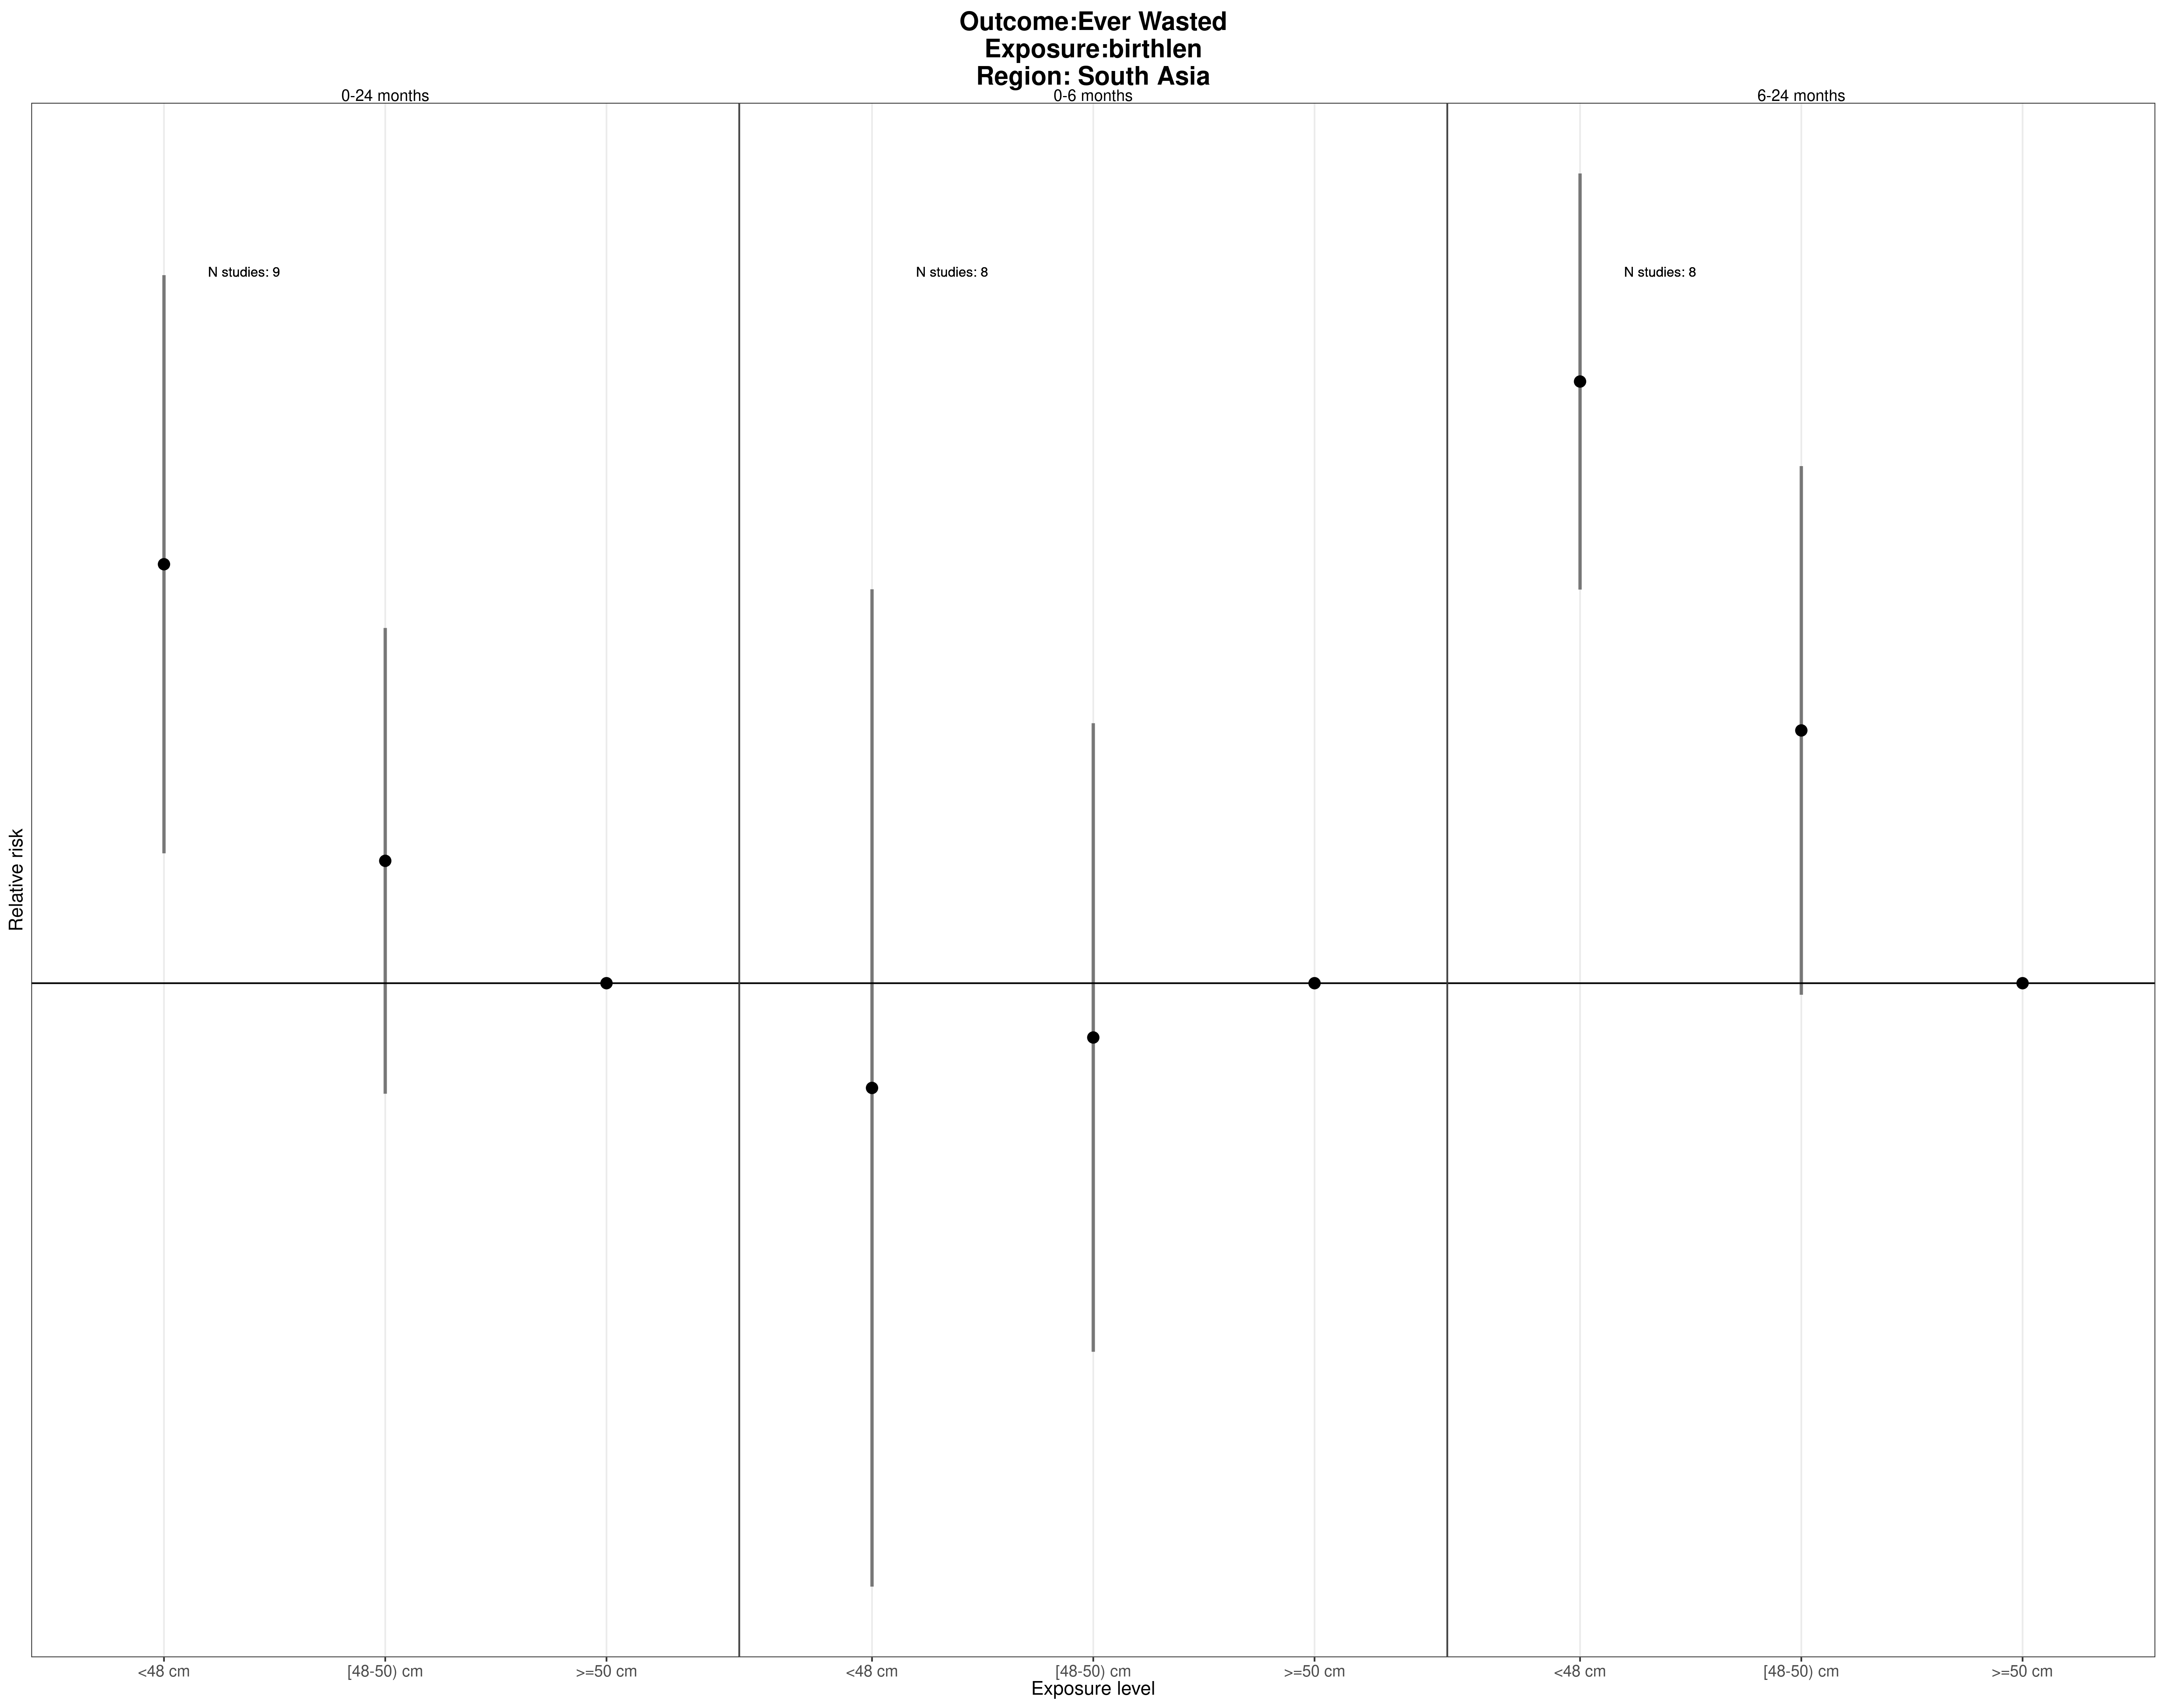 Outcome:Ever Wasted
Exposure:birthlen
Region: South Asia
0-24 months
0-6 months
6-24 months
N studies: 9
N studies: 8
N studies: 8
Relative risk
<48 cm
[48-50) cm
>=50 cm
<48 cm
[48-50) cm
>=50 cm
<48 cm
[48-50) cm
>=50 cm
Exposure level